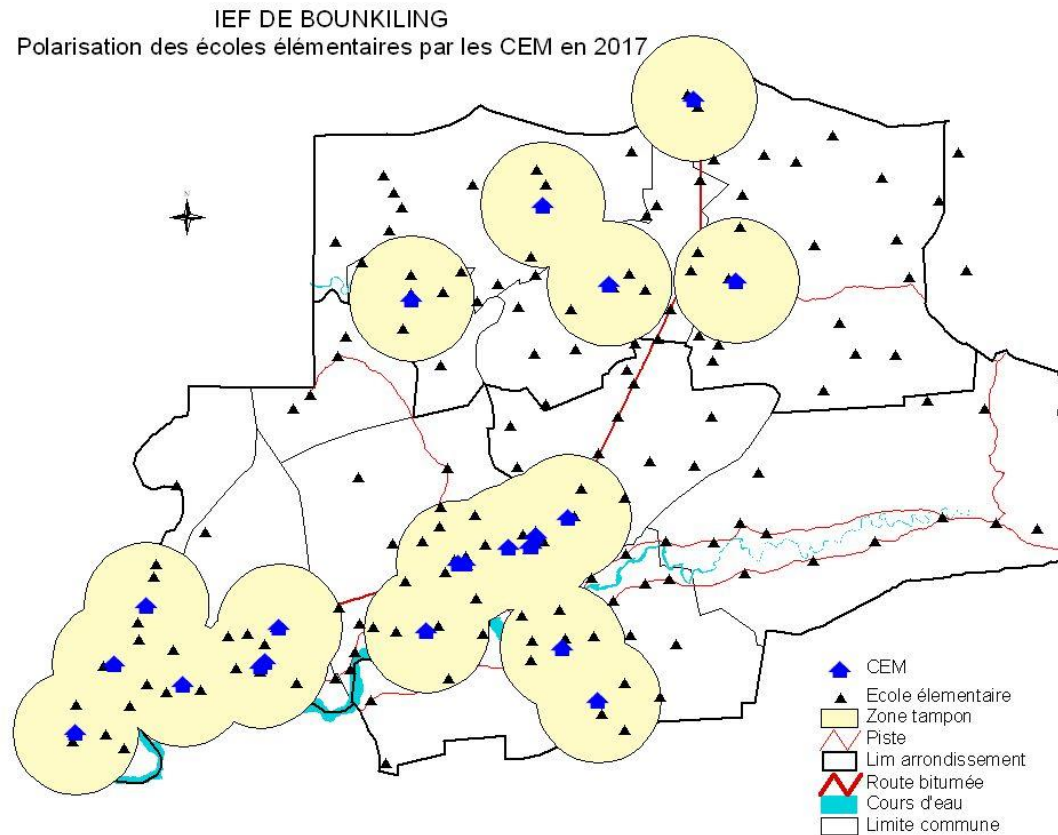 IEF DE BOUNKILING
Polarisation des écoles élémentaires par les CEM en 2017
CEM
Ecole élementaire
Zone tampon
Piste
Lim arrondissement
Route bitumée
Cours d'eau
Limite commune